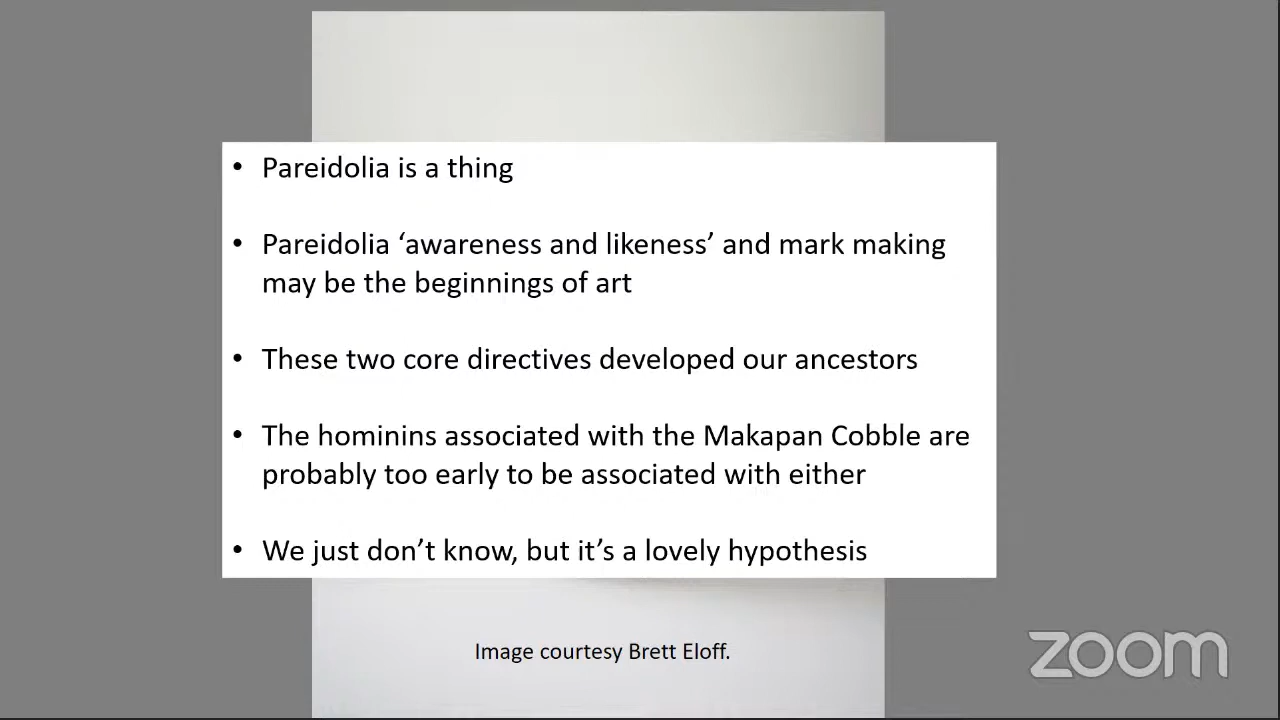 • Pareidolia is a thing
• Pareidolia ‘awareness and likeness’ and mark making
may be the beginnings of art
• These two core directives developed our ancestors
• The hominins associated with the Makapan Cobble are
probably too early to be associated with either
• We just don’t know, but it’s a lovely hypothesis
Image courtesy Brett Eloff.
zoom